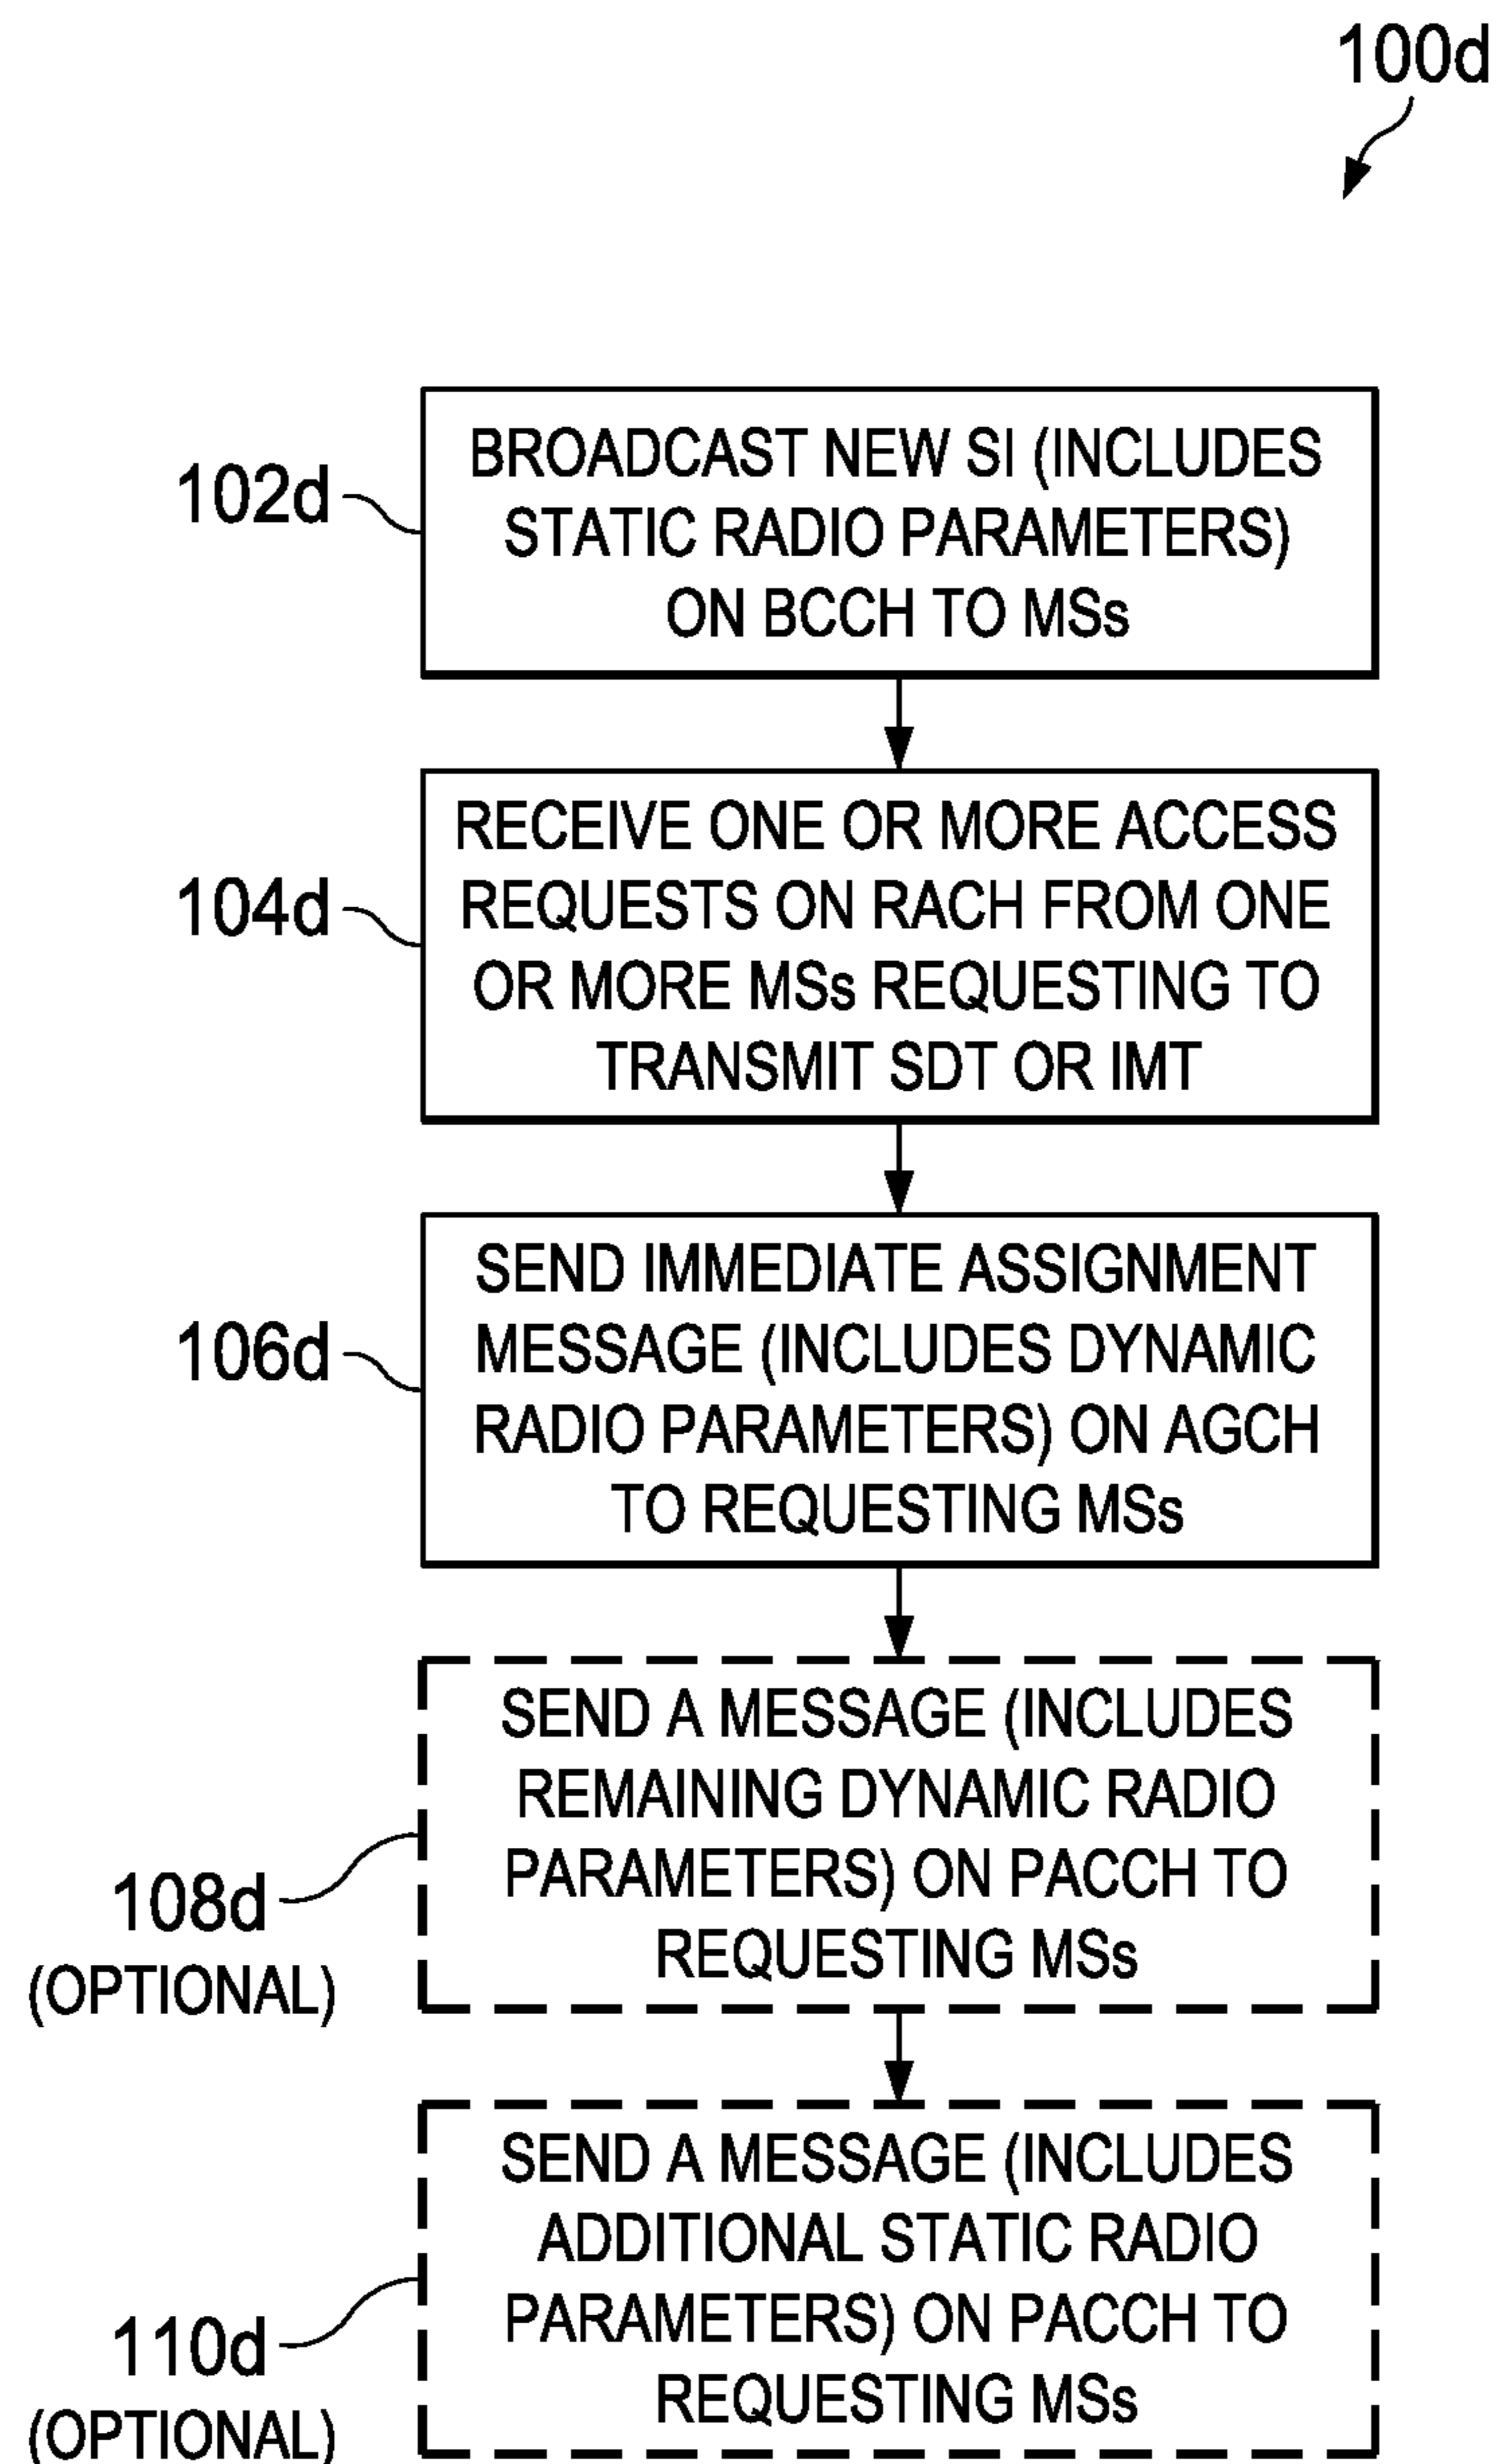 100d
102d
BROADCAST NEW SI (INCLUDES
STATIC RADIO PARAMETERS)
ON BCCH TO MSs
104d
RECEIVE ONE OR MORE ACCESS
REQUESTS ON RACH FROM ONE
OR MORE MSs REQUESTING TO
TRANSMIT SDT OR IMT
106d
SEND IMMEDIATE ASSIGNMENT
MESSAGE (INCLUDES DYNAMIC
RADIO PARAMETERS) ON AGCH
TO REQUESTING MSs
108d
(OPTIONAL)
SEND A MESSAGE (INCLUDES
REMAINING DYNAMIC RADIO
PARAMETERS) ON PACCH TO
REQUESTING MSs
110d
(OPTIONAL)
SEND A MESSAGE (INCLUDES
ADDITIONAL STATIC RADIO
PARAMETERS) ON PACCH TO
REQUESTING MSs